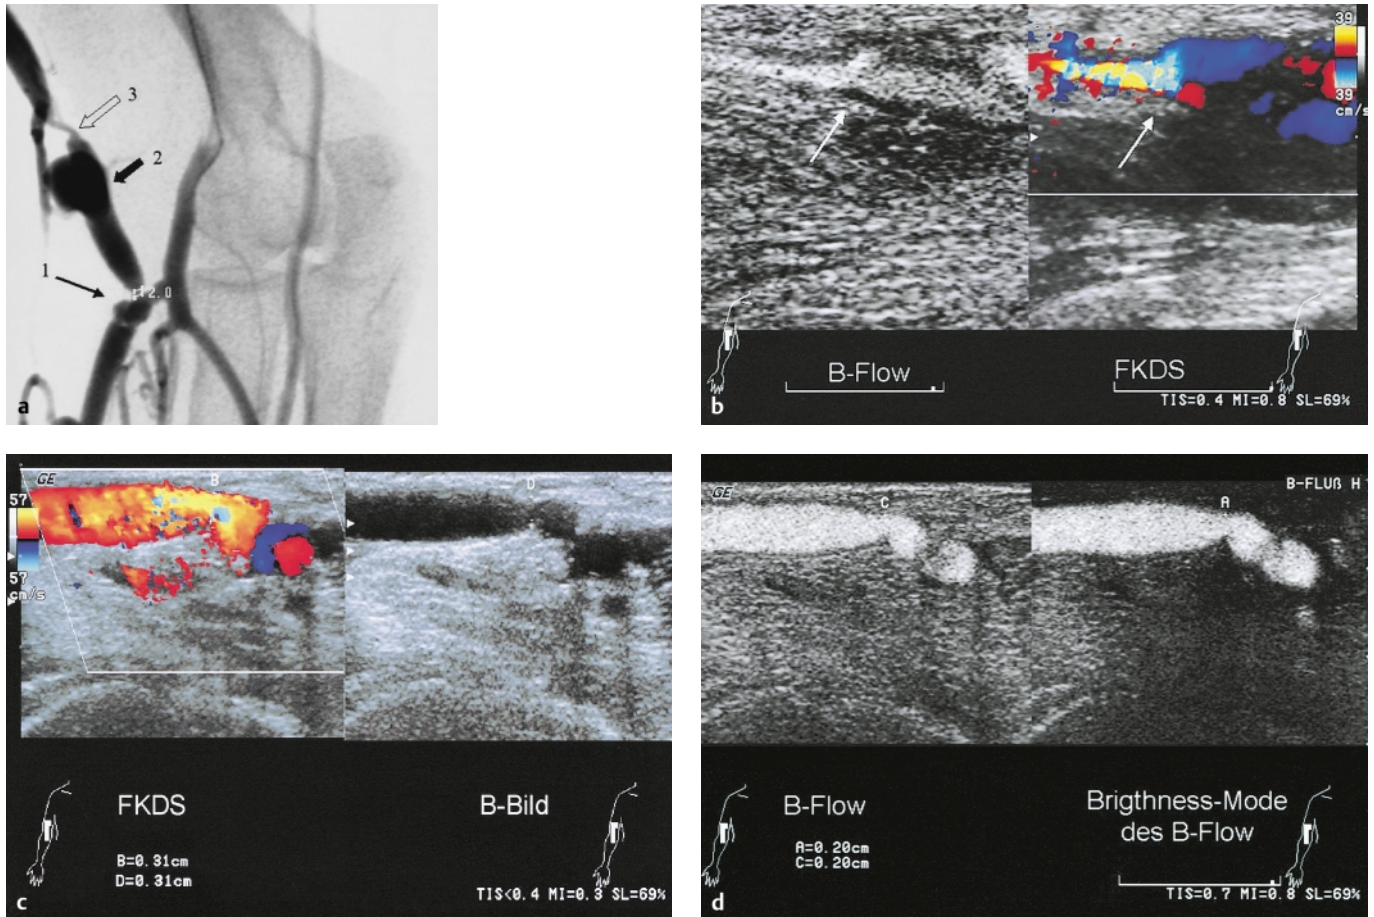 3
2
1
2.0
a
39
39
cm/s
B-Flow
FKDS
TIS=0.4 MI=0.8 SL=69%
b
GE
B
D
57
57
cm/s
FKDS
B-Bild
B=0.31cm
D=0.31cm
TIS<0.4 MI=0.3 SL=69%
c
GE
B-FLUß H
C
A
B-Flow
Brigthness-Mode
des B-Flow
A=0.20cm
C=0.20cm
TIS=0.7 MI=0.8 SL=69%
d